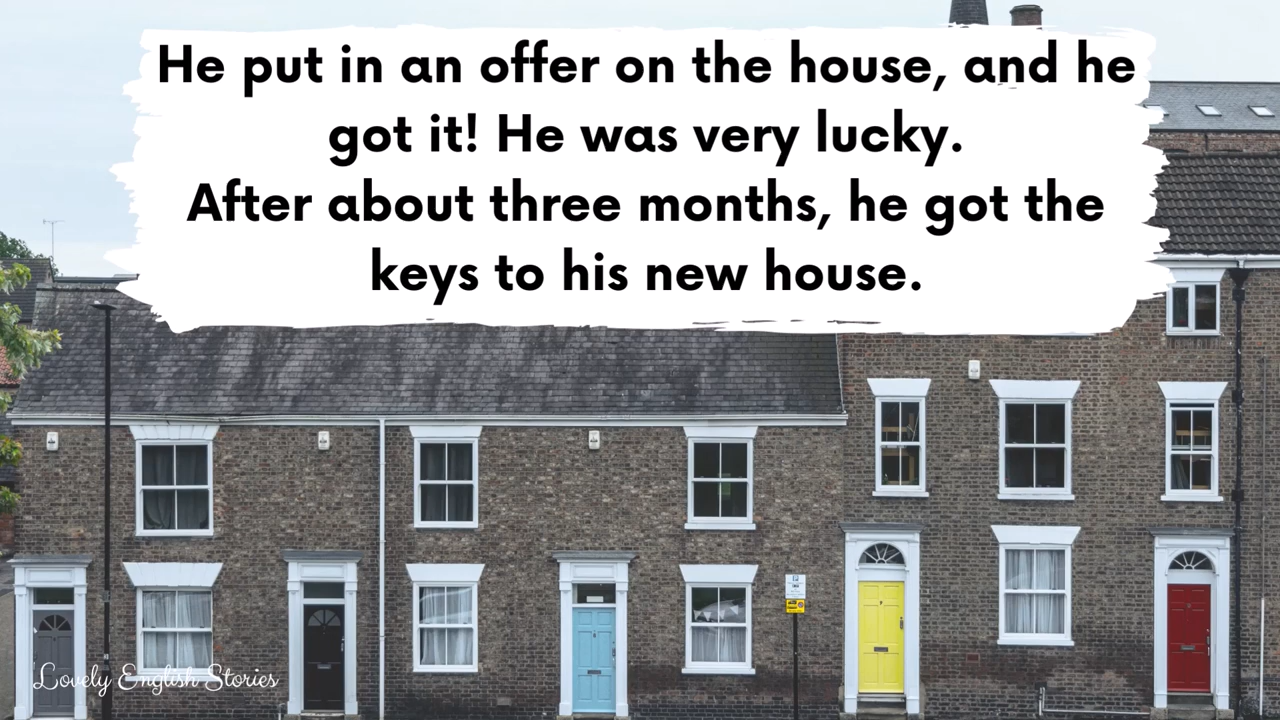 He put in an offer on the house, and he
got it! He was very lucky.
After about three months, he got the
keys to his new house.
Lovely English Stories